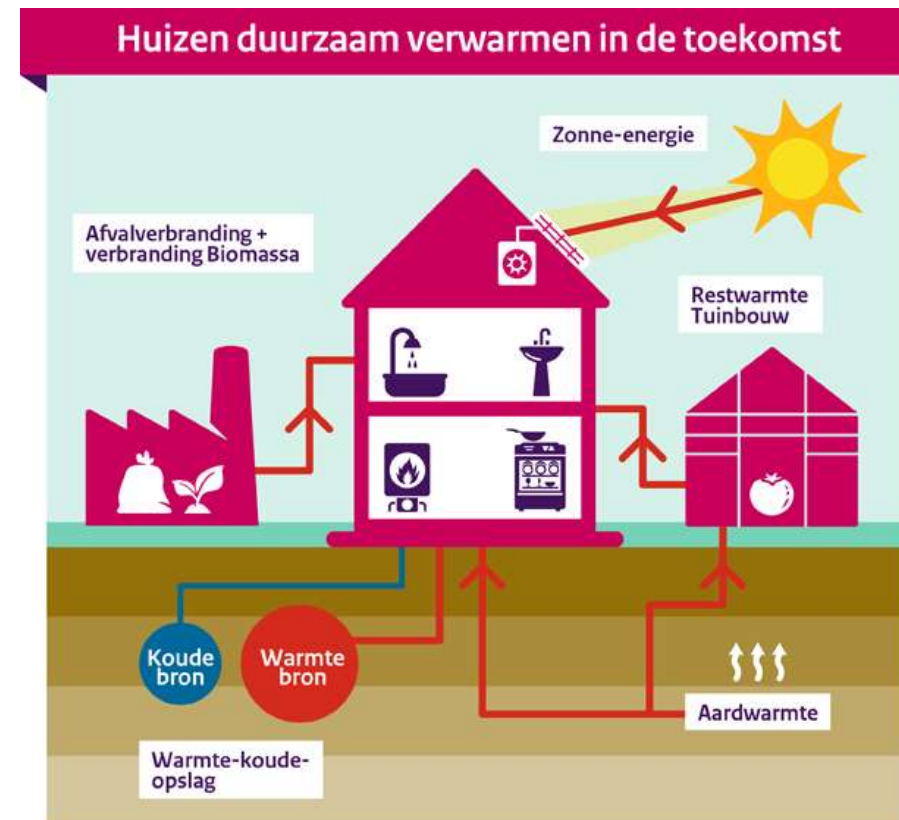 Huizen duurzaam verwarmen in de toekomst
Zonne-energie
Afvalverbranding +
verbranding Biomassa
Restwarmte
Tuinbouw
Koude
bron
Warmte
bron
Aardwarmte
Warmte-koude-
opslag